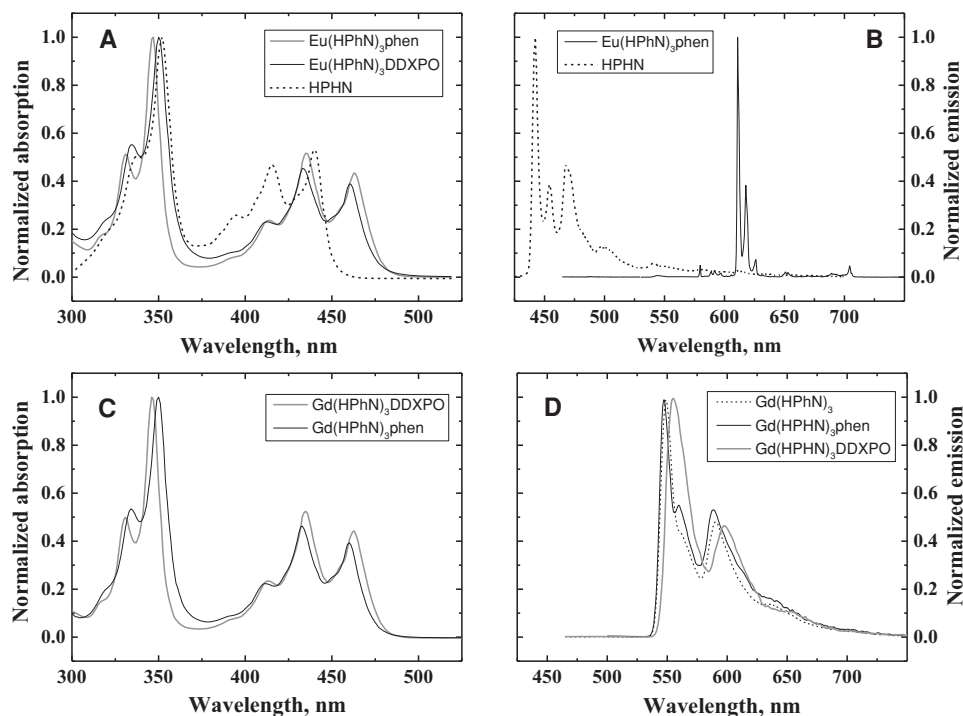 A
Eu(HPhN)3phen
Eu(HPhN)3DDXPO
HPHN
Normalized absorption
1.0
0.8
0.6
0.4
0.2
0.0
300 350 400 450 500
Wavelength, nm
B
Eu(HPhN)3phen
HPHN
Normalized emission
1.0
0.8
0.6
0.4
0.2
0.0
450 500 550 600 650 700
Wavelength, nm
C
Gd(HPhN)3DDXPO
Gd(HPhN)3phen
Normalized absorption
1.0
0.8
0.6
0.4
0.2
0.0
300 350 400 450 500
Wavelength, nm
D
Gd(HPhN)3
Gd(HPHN)3phen
Gd(HPHN)3DDXPO
Normalized emission
1.0
0.8
0.6
0.4
0.2
0.0
450 500 550 600 650 700
Wavelength, nm